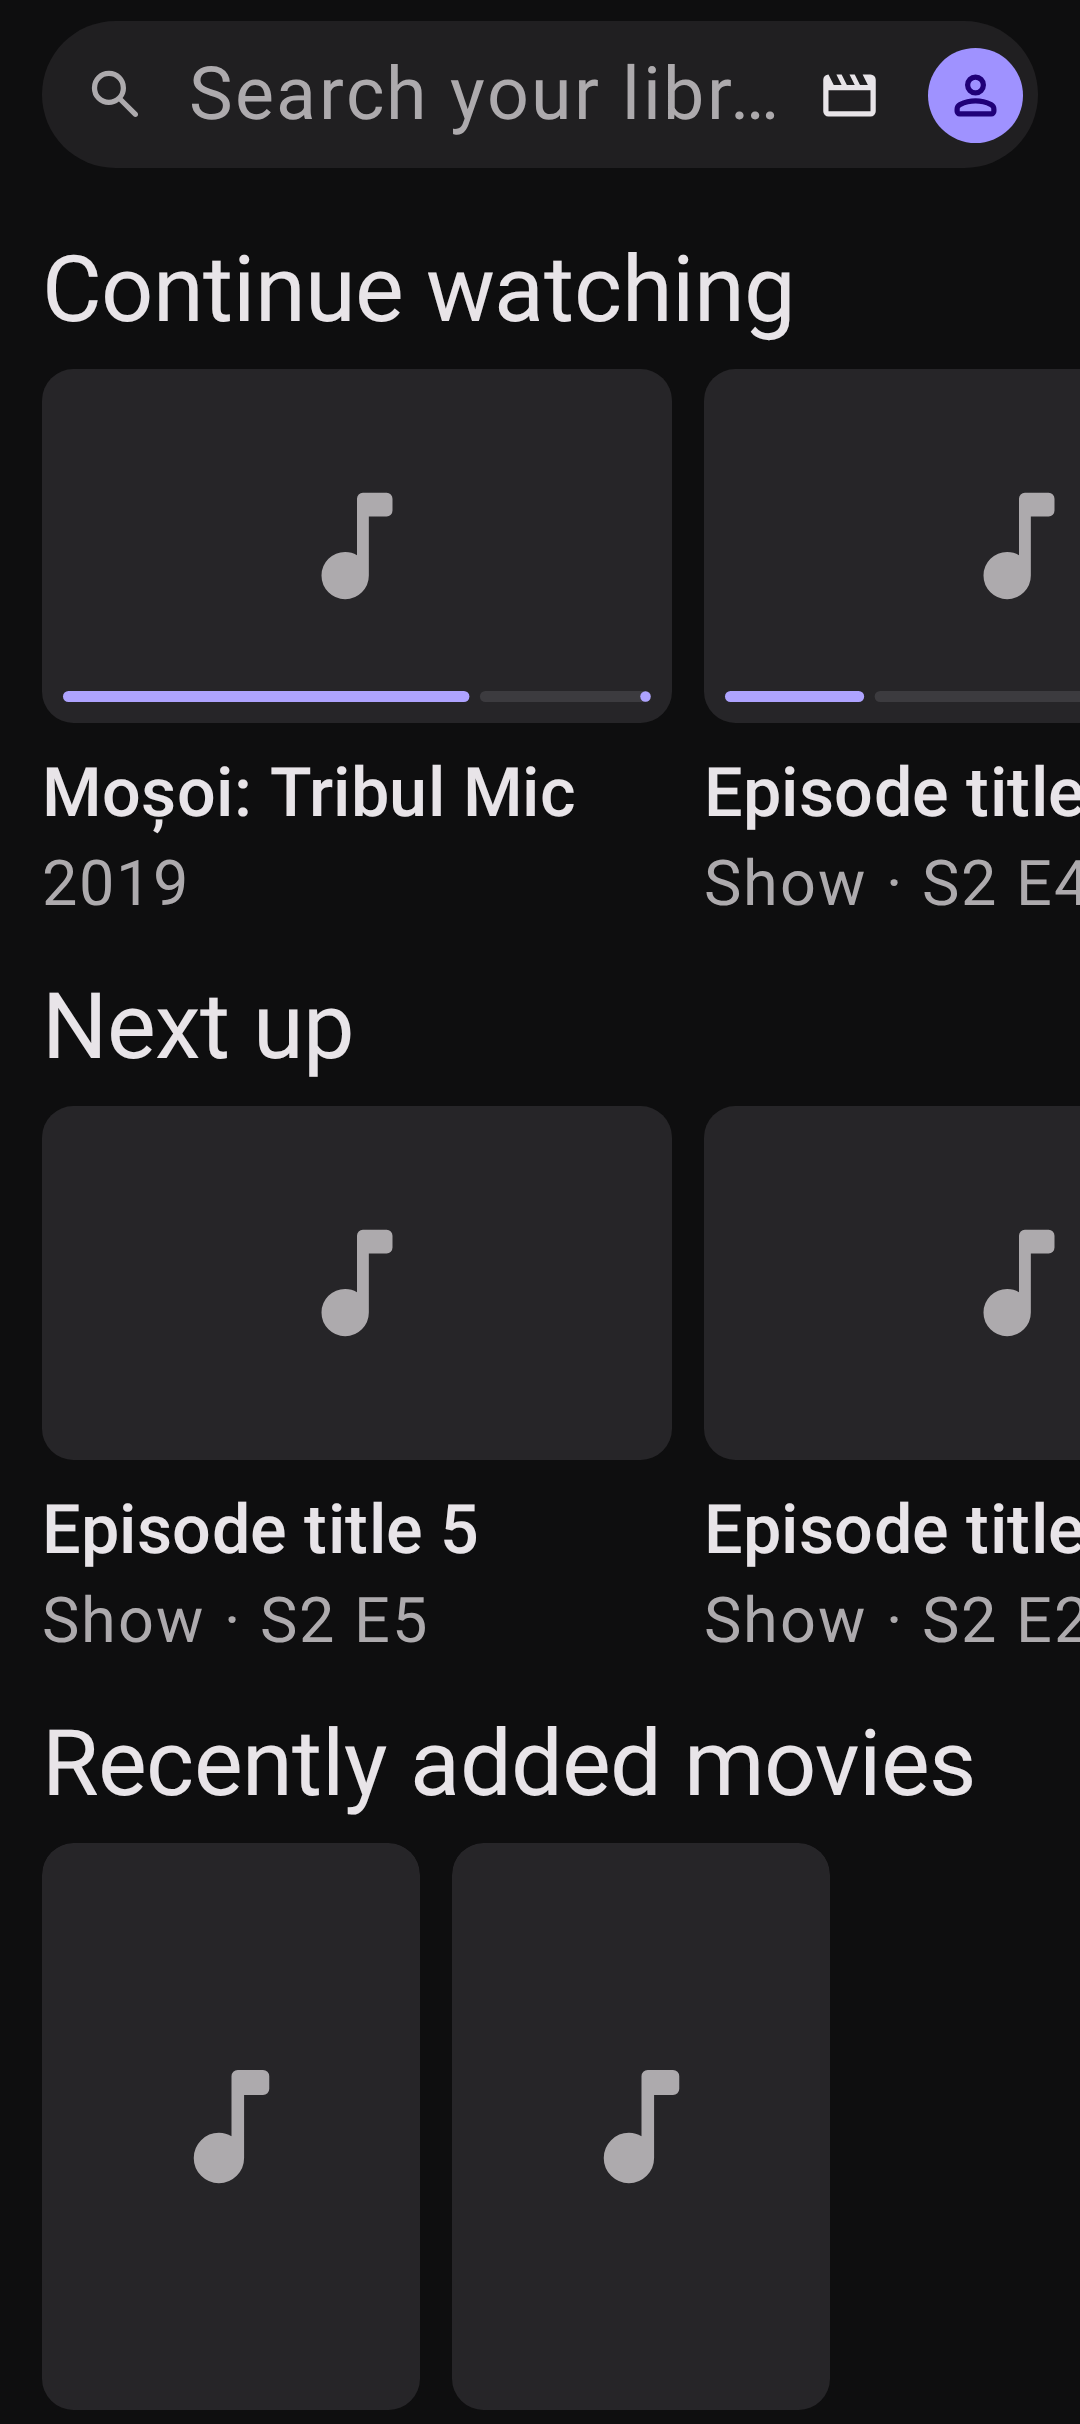 Search your libr…
Continue watching
Moșoi: Tribul Mic
2019
Episode title
Show · S2 E4
Next up
Episode title 5
Show · S2 E5
Episode title
Show · S2 E2
Recently added movies